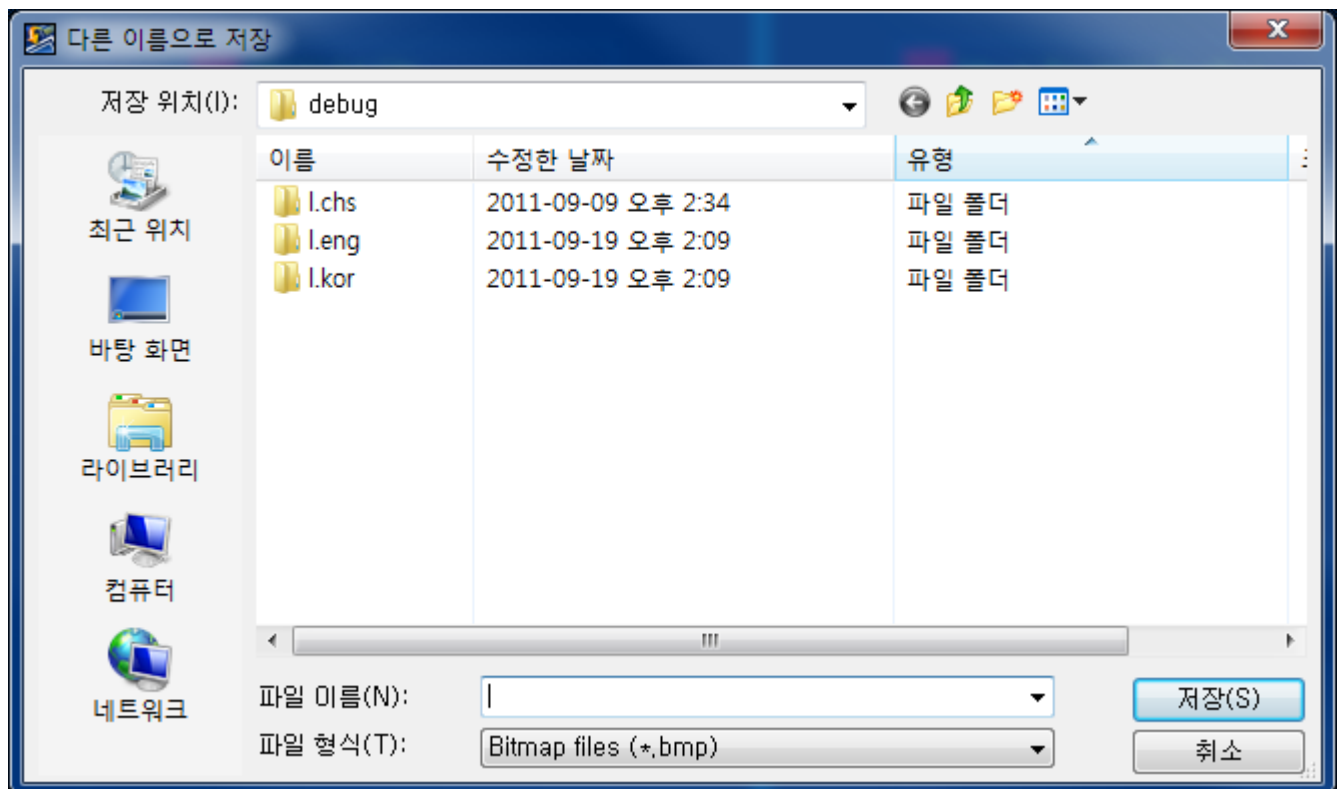 다른 이름으로 저장
저장 위치(I):
debug
이름
수정한 날짜
유형
l.chs
2011-09-09 오후 2:34
파일 폴더
l.eng
2011-09-19 오후 2:09
파일 폴더
l.kor
2011-09-19 오후 2:09
파일 폴더
최근 위치
바탕 화면
라이브러리
컴퓨터
네트워크
파일 이름(N):
저장(S)
파일 형식(T):
Bitmap files (*.bmp)
취소